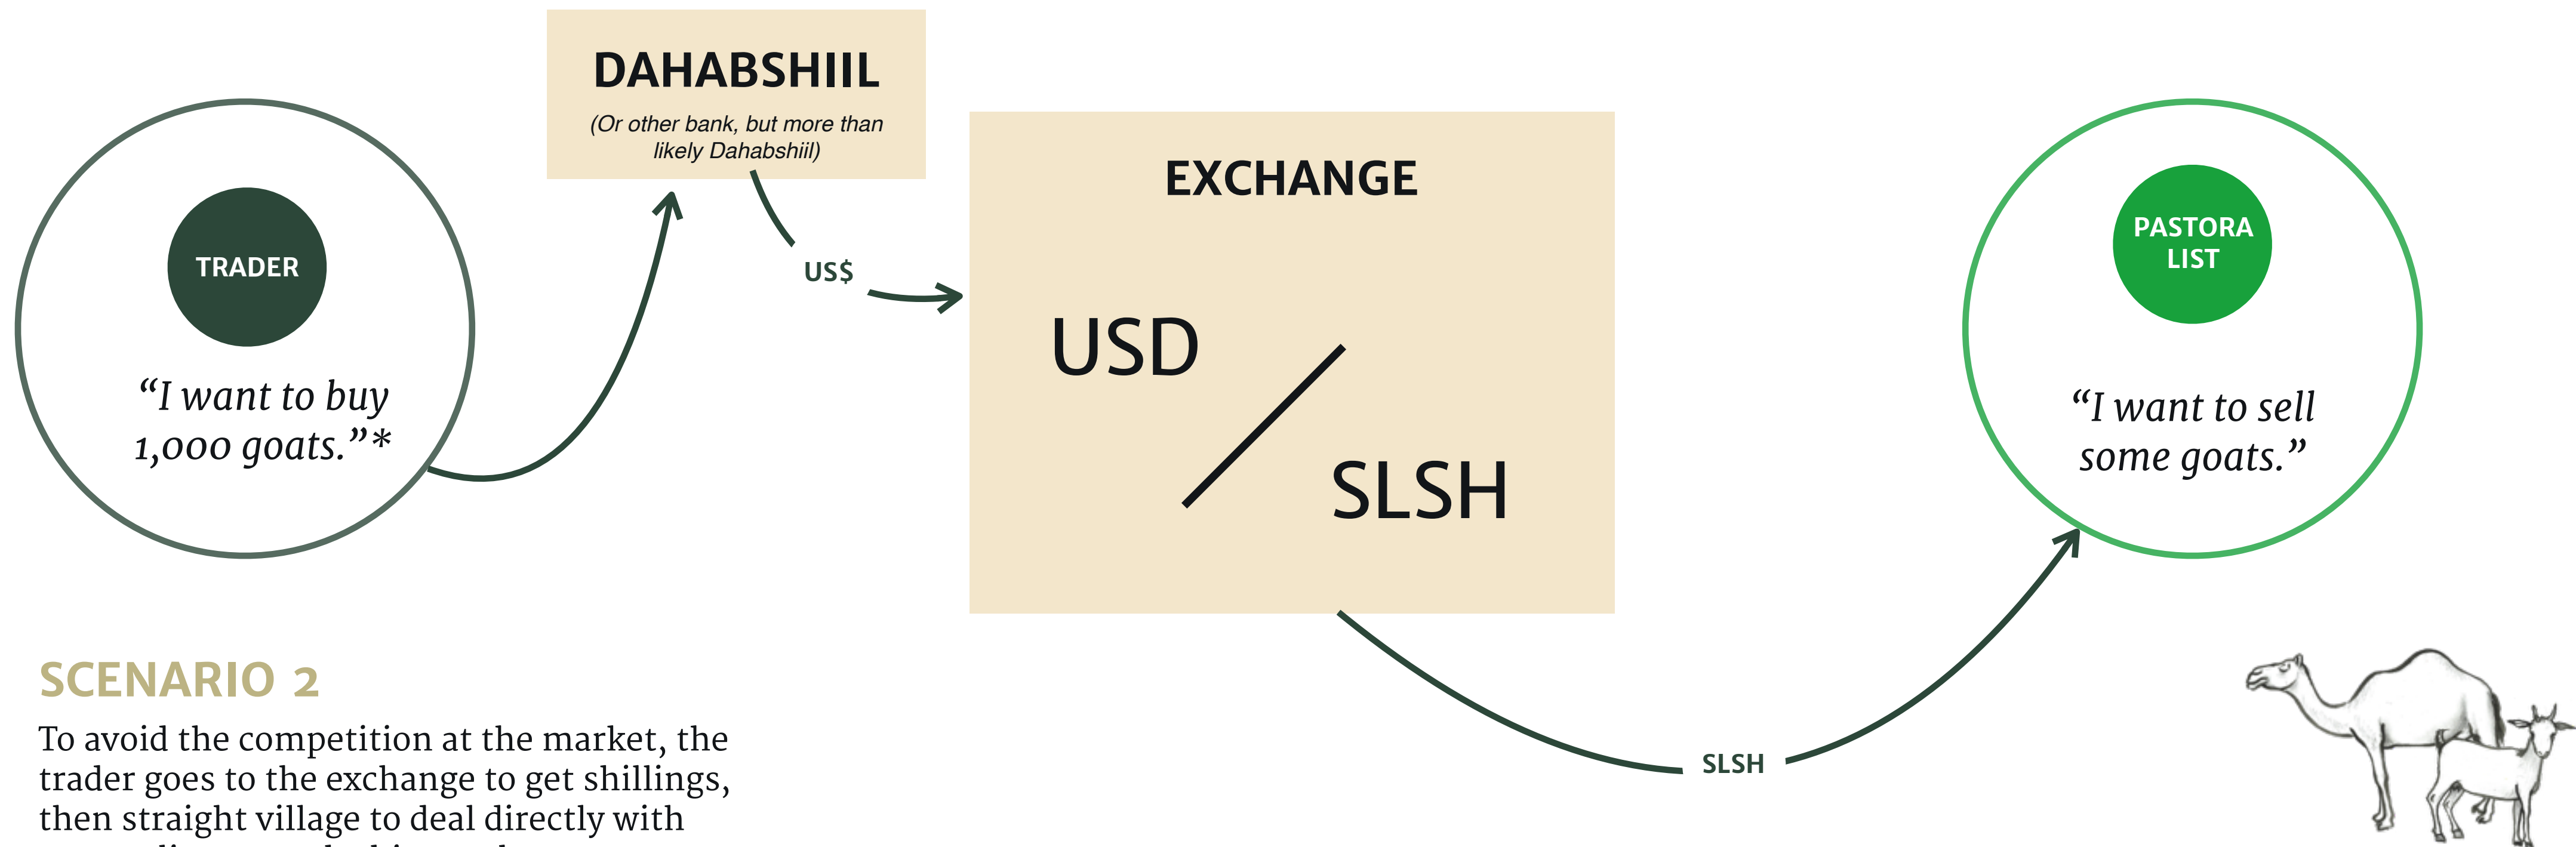 DAHABSHIIL
(Or other bank, but more than
likely Dahabshiil)
TRADER
“I want to buy
1,000 goats.”*
US$
EXCHANGE
USD
SLSH
PASTORA
LIST
“I want to sell
some goats.”
SLSH
SCENARIO 2
To avoid the competition at the market, the
trader goes to the exchange to get shillings,
then straight village to deal directly with